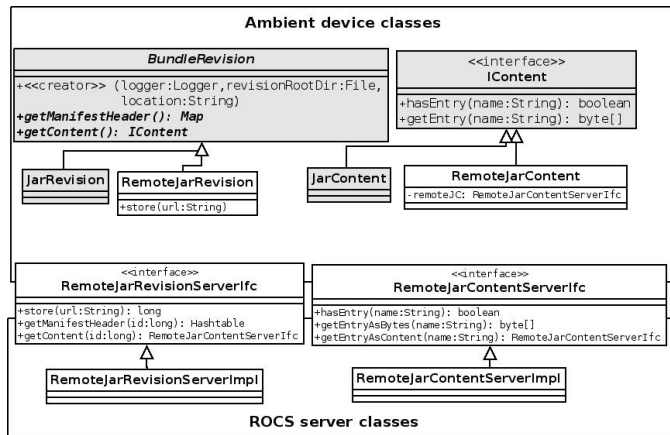 Ambient device classes
BundleRevision
+<<creator>> (logger:Logger,revisionRootDir:File,
location:String)
+getManifestHeader(): Map
+getContent(): IContent
<<interface>>
IContent
+hasEntry(name:String): boolean
+getEntry(name:String): byte[]
JarRevision
RemoteJarRevision
+store(url:String)
JarContent
RemoteJarContent
-remoteJC: RemoteJarContentServerIfc
<<interface>>
RemoteJarRevisionServerIfc
+store(url:String): long
+getManifestHeader(id:long): Hashtable
+getContent(id:long): RemoteJarContentServerIfc
<<interface>>
RemoteJarContentServerIfc
+hasEntry(name:String): boolean
+getEntryAsBytes(name:String): byte[]
+getEntryAsContent(name:String): RemoteJarContentServerIfc
RemoteJarRevisionServerImpl
RemoteJarContentServerImpl
ROCS server classes